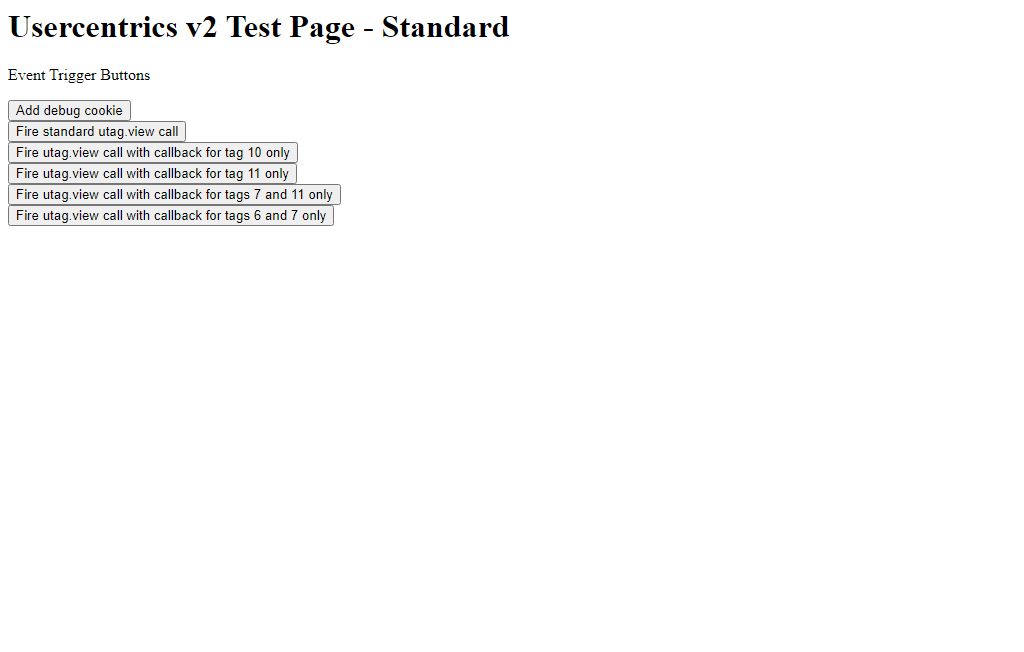 Usercentrics v2 Test Page - Standard
Event Trigger Buttons
Add debug cookie
Fire standard utag.view call
Fire utag.view call with callback for tag 10 only
Fire utag.view call with callback for tag 11 only
Fire utag.view call with callback for tags 7 and 11 only
Fire utag.view call with callback for tags 6 and 7 only